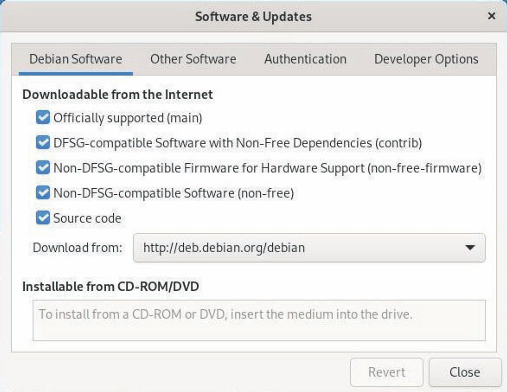 Software & Updates
×
Debian Software Other Software Authentication Developer Options
Downloadable from the Internet
Officially supported (main)
DFSG-compatible Software with Non-Free Dependencies (contrib)
Non-DFSG-compatible Firmware for Hardware Support (non-free-firmware)
Non-DFSG-compatible Software (non-free)
Source code
Download from: http://deb.debian.org/debian
Installable from CD-ROM/DVD
To install from a CD-ROM or DVD, insert the medium into the drive.
Revert Close